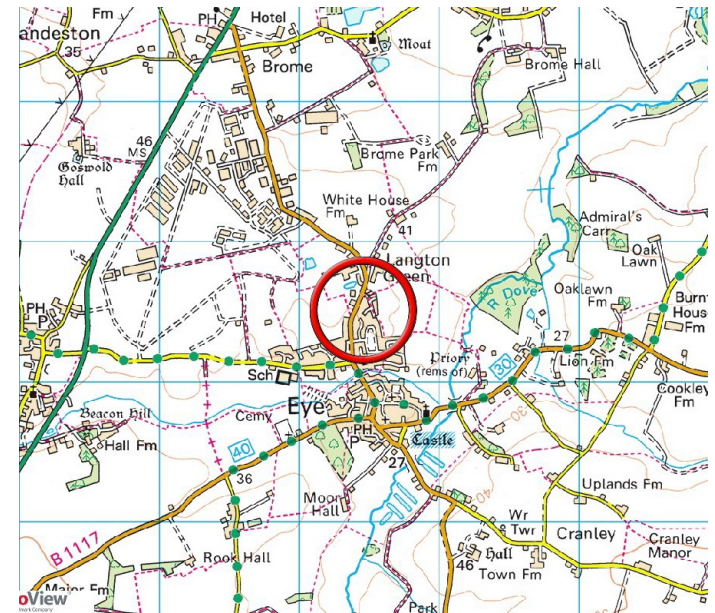 Fm
andeston
35
PH
Hotel
Brome
Moat
Brome Hall
46
MS
Goswold
Hall
Brome Park
Fm
White House
Fm
41
Admiral's
Carr
Oak
Lawn
Langton
Green
R Dove
Oaklawn
Fm
Burnt
House
Fm
PH
P
27
Lion Fm
Priory
(rems of)
30
Sch
Cookley
Fm
Beacon Hill
Eye
Cemy
Hall Fm
PH
P
Castle
30
40
27
36
40
Moor
Hall
Uplands Fm
Wr
Twr
Cranley
B1117
Rook Hall
Hall
46
Town Fm
Cranley
Manor
Major Fm
Park
oView